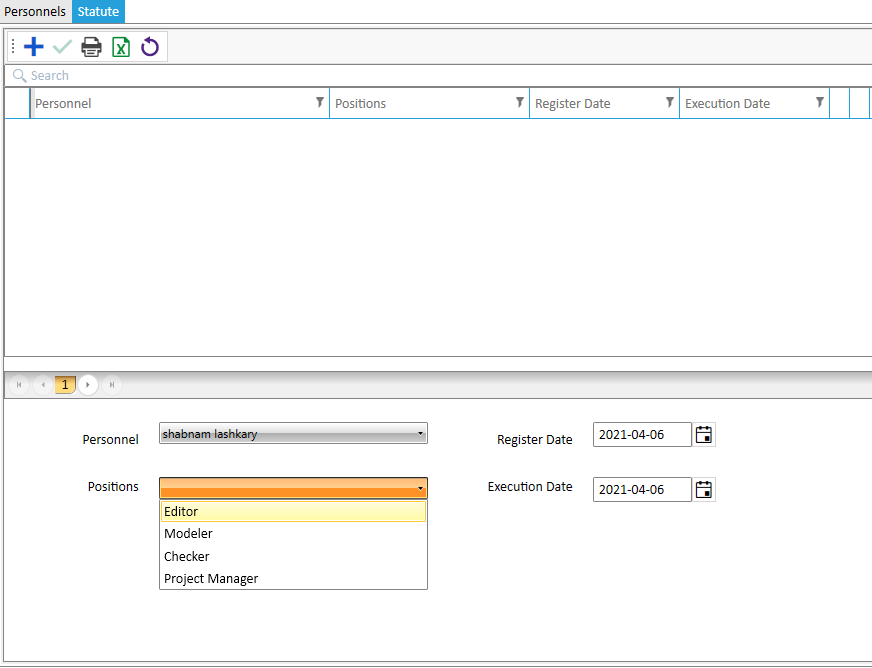 Personnels Statute
Search
Personnel Positions Register Date Execution Date
1
Personnel shabnam lashkary Register Date 2021-04-06
Positions Execution Date 2021-04-06
Editor
Modeler
Checker
Project Manager